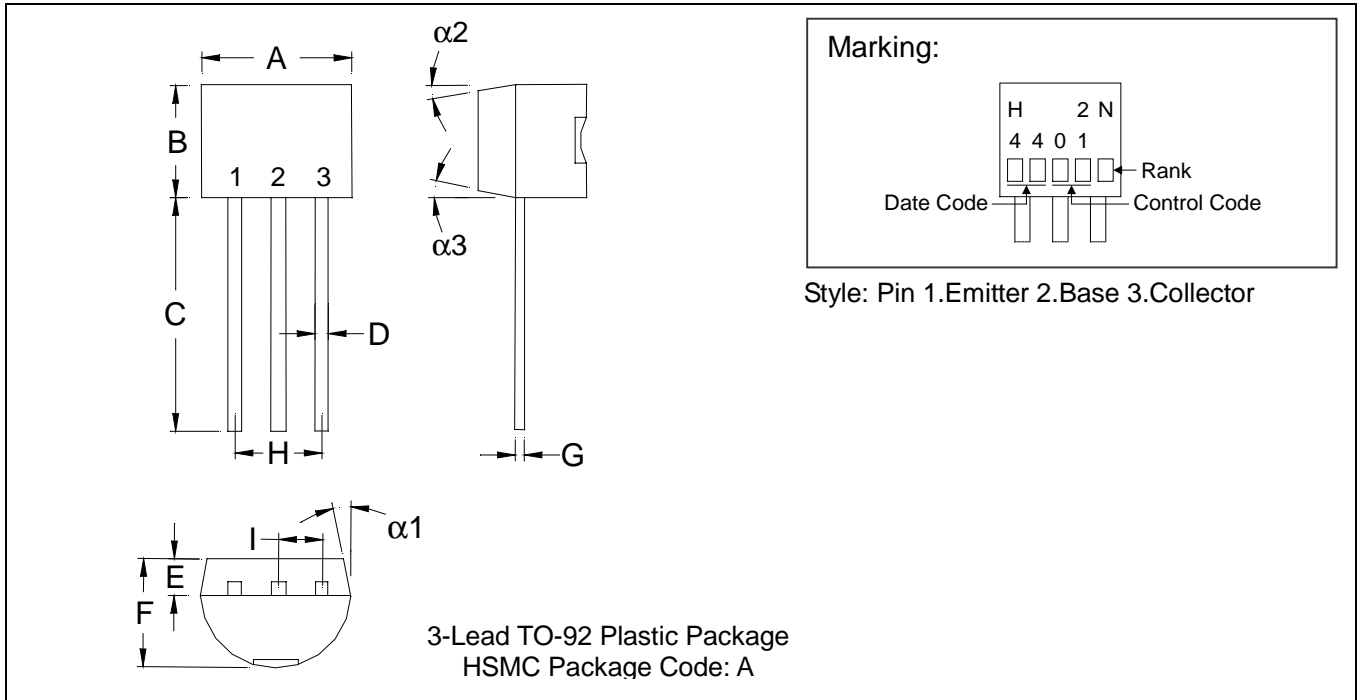 α2
A
B
1 2 3
α3
C
D
H
G
α1
I
E
F
3-Lead TO-92 Plastic Package
HSMC Package Code: A
Marking:
H 2 N
4 4 0 1
Rank
Date Code
Control Code
Style: Pin 1.Emitter 2.Base 3.Collector